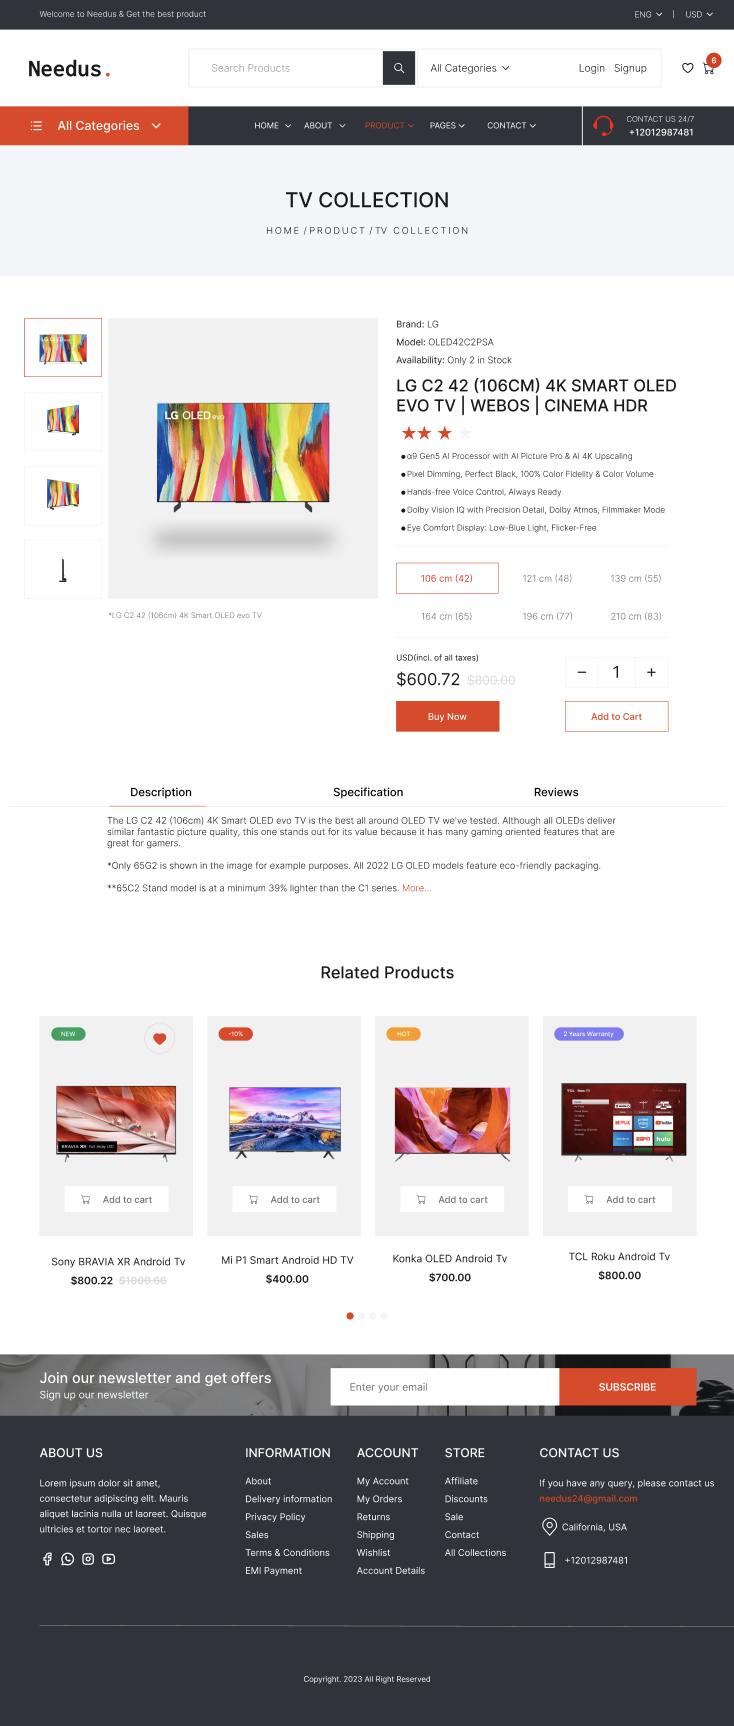 Welcome to Needus & Get the best product
ENG
USD
Needus.
Search Products
All Categories
Login
Signup
6
All Categories
HOME
ABOUT
PRODUCT
PAGES
CONTACT
CONTACT US 24/7
+12012987481
TV COLLECTION
HOME / PRODUCT / TV COLLECTION
LG OLED evo
*LG C2 42 (106cm) 4K Smart OLED evo TV
Brand: LG
Model: OLED42C2PSA
Availability: Only 2 in Stock
LG C2 42 (106CM) 4K SMART OLED
EVO TV | WEBOS | CINEMA HDR
α9 Gen5 AI Processor with AI Picture Pro & AI 4K Upscaling
Pixel Dimming, Perfect Black, 100% Color Fidelity & Color Volume
Hands-free Voice Control, Always Ready
Dolby Vision IQ with Precision Detail, Dolby Atmos, Filmmaker Mode
Eye Comfort Display: Low-Blue Light, Flicker-Free
106 cm (42)
121 cm (48)
139 cm (55)
164 cm (65)
196 cm (77)
210 cm (83)
USD(incl. of all taxes)
$600.72 $800.00
− 1 +
Buy Now
Add to Cart
Description
Specification
Reviews
The LG C2 42 (106cm) 4K Smart OLED evo TV is the best all around OLED TV we've tested. Although all OLEDs deliver
similar fantastic picture quality, this one stands out for its value because it has many gaming oriented features that are
great for gamers.
*Only 65G2 is shown in the image for example purposes. All 2022 LG OLED models feature eco-friendly packaging.
**65C2 Stand model is at a minimum 39% lighter than the C1 series. More...
Related Products
NEW
BRAVIA XR Full Array LED
Add to cart
Sony BRAVIA XR Android Tv
$800.22 $1000.66
-10%
Add to cart
Mi P1 Smart Android HD TV
$400.00
HOT
Add to cart
Konka OLED Android Tv
$700.00
2 Years Warranty
TCL Roku TV
NETFLIX
prime video
YouTube
ESPN
hulu
Add to cart
TCL Roku Android Tv
$800.00
Join our newsletter and get offers
Sign up our newsletter
Enter your email
SUBSCRIBE
ABOUT US
Lorem ipsum dolor sit amet,
consectetur adipiscing elit. Mauris
aliquet lacinia nulla ut laoreet. Quisque
ultricies et tortor nec laoreet.
INFORMATION
About
Delivery information
Privacy Policy
Sales
Terms & Conditions
EMI Payment
ACCOUNT
My Account
My Orders
Returns
Shipping
Wishlist
Account Details
STORE
Affiliate
Discounts
Sale
Contact
All Collections
CONTACT US
If you have any query, please contact us
needus24@gmail.com
California, USA
+12012987481
Copyright. 2023 All Right Reserved